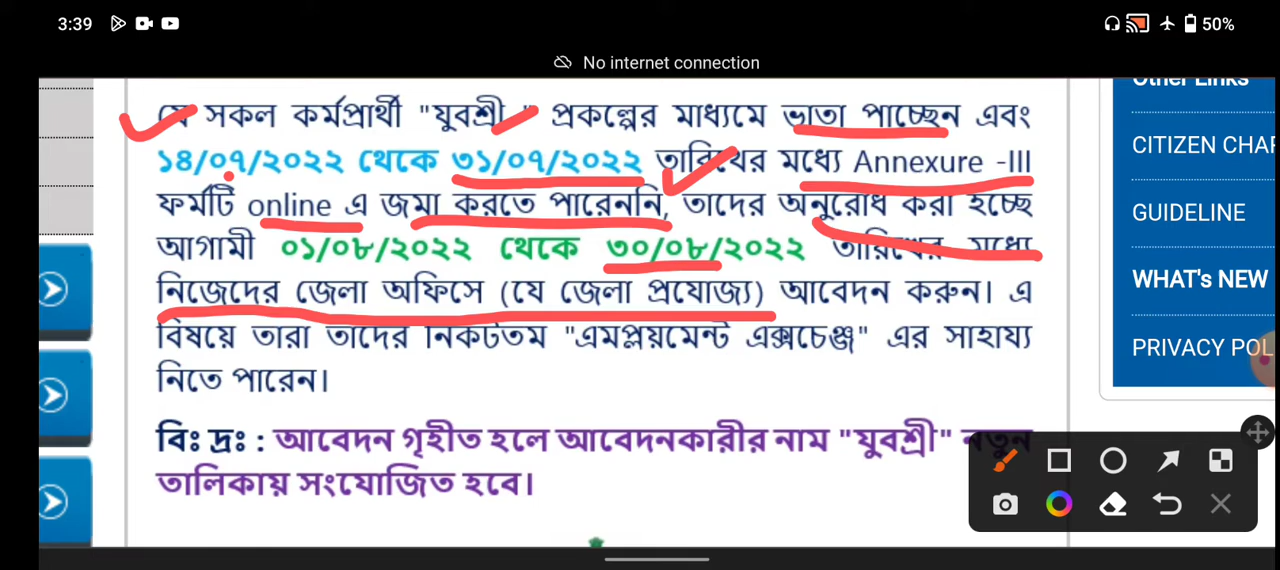 3:39
50%
No internet connection
যে সকল কর্মপ্রার্থী "যুবশ্রী" প্রকল্পের মাধ্যমে ভাতা পাচ্ছেন এবং
১৪/০৭/২০২২ থেকে ৩১/০৭/২০২২ তারিখের মধ্যে Annexure -III
ফর্মটি online এ জমা করতে পারেননি, তাদের অনুরোধ করা হচ্ছে
আগামী ০১/০৮/২০২২ থেকে ৩০/০৮/২০২২ তারিখের মধ্যে
নিজেদের জেলা অফিসে (যে জেলা প্রযোজ্য) আবেদন করুন। এ
বিষয়ে তারা তাদের নিকটতম "এমপ্লয়মেন্ট এক্সচেঞ্জ" এর সাহায্য
নিতে পারেন।
বিঃ দ্রঃ : আবেদন গৃহীত হলে আবেদনকারীর নাম "যুবশ্রী" নতুন
তালিকায় সংযোজিত হবে।
Other Links
CITIZEN CHAR
GUIDELINE
WHAT's NEW
PRIVACY POL